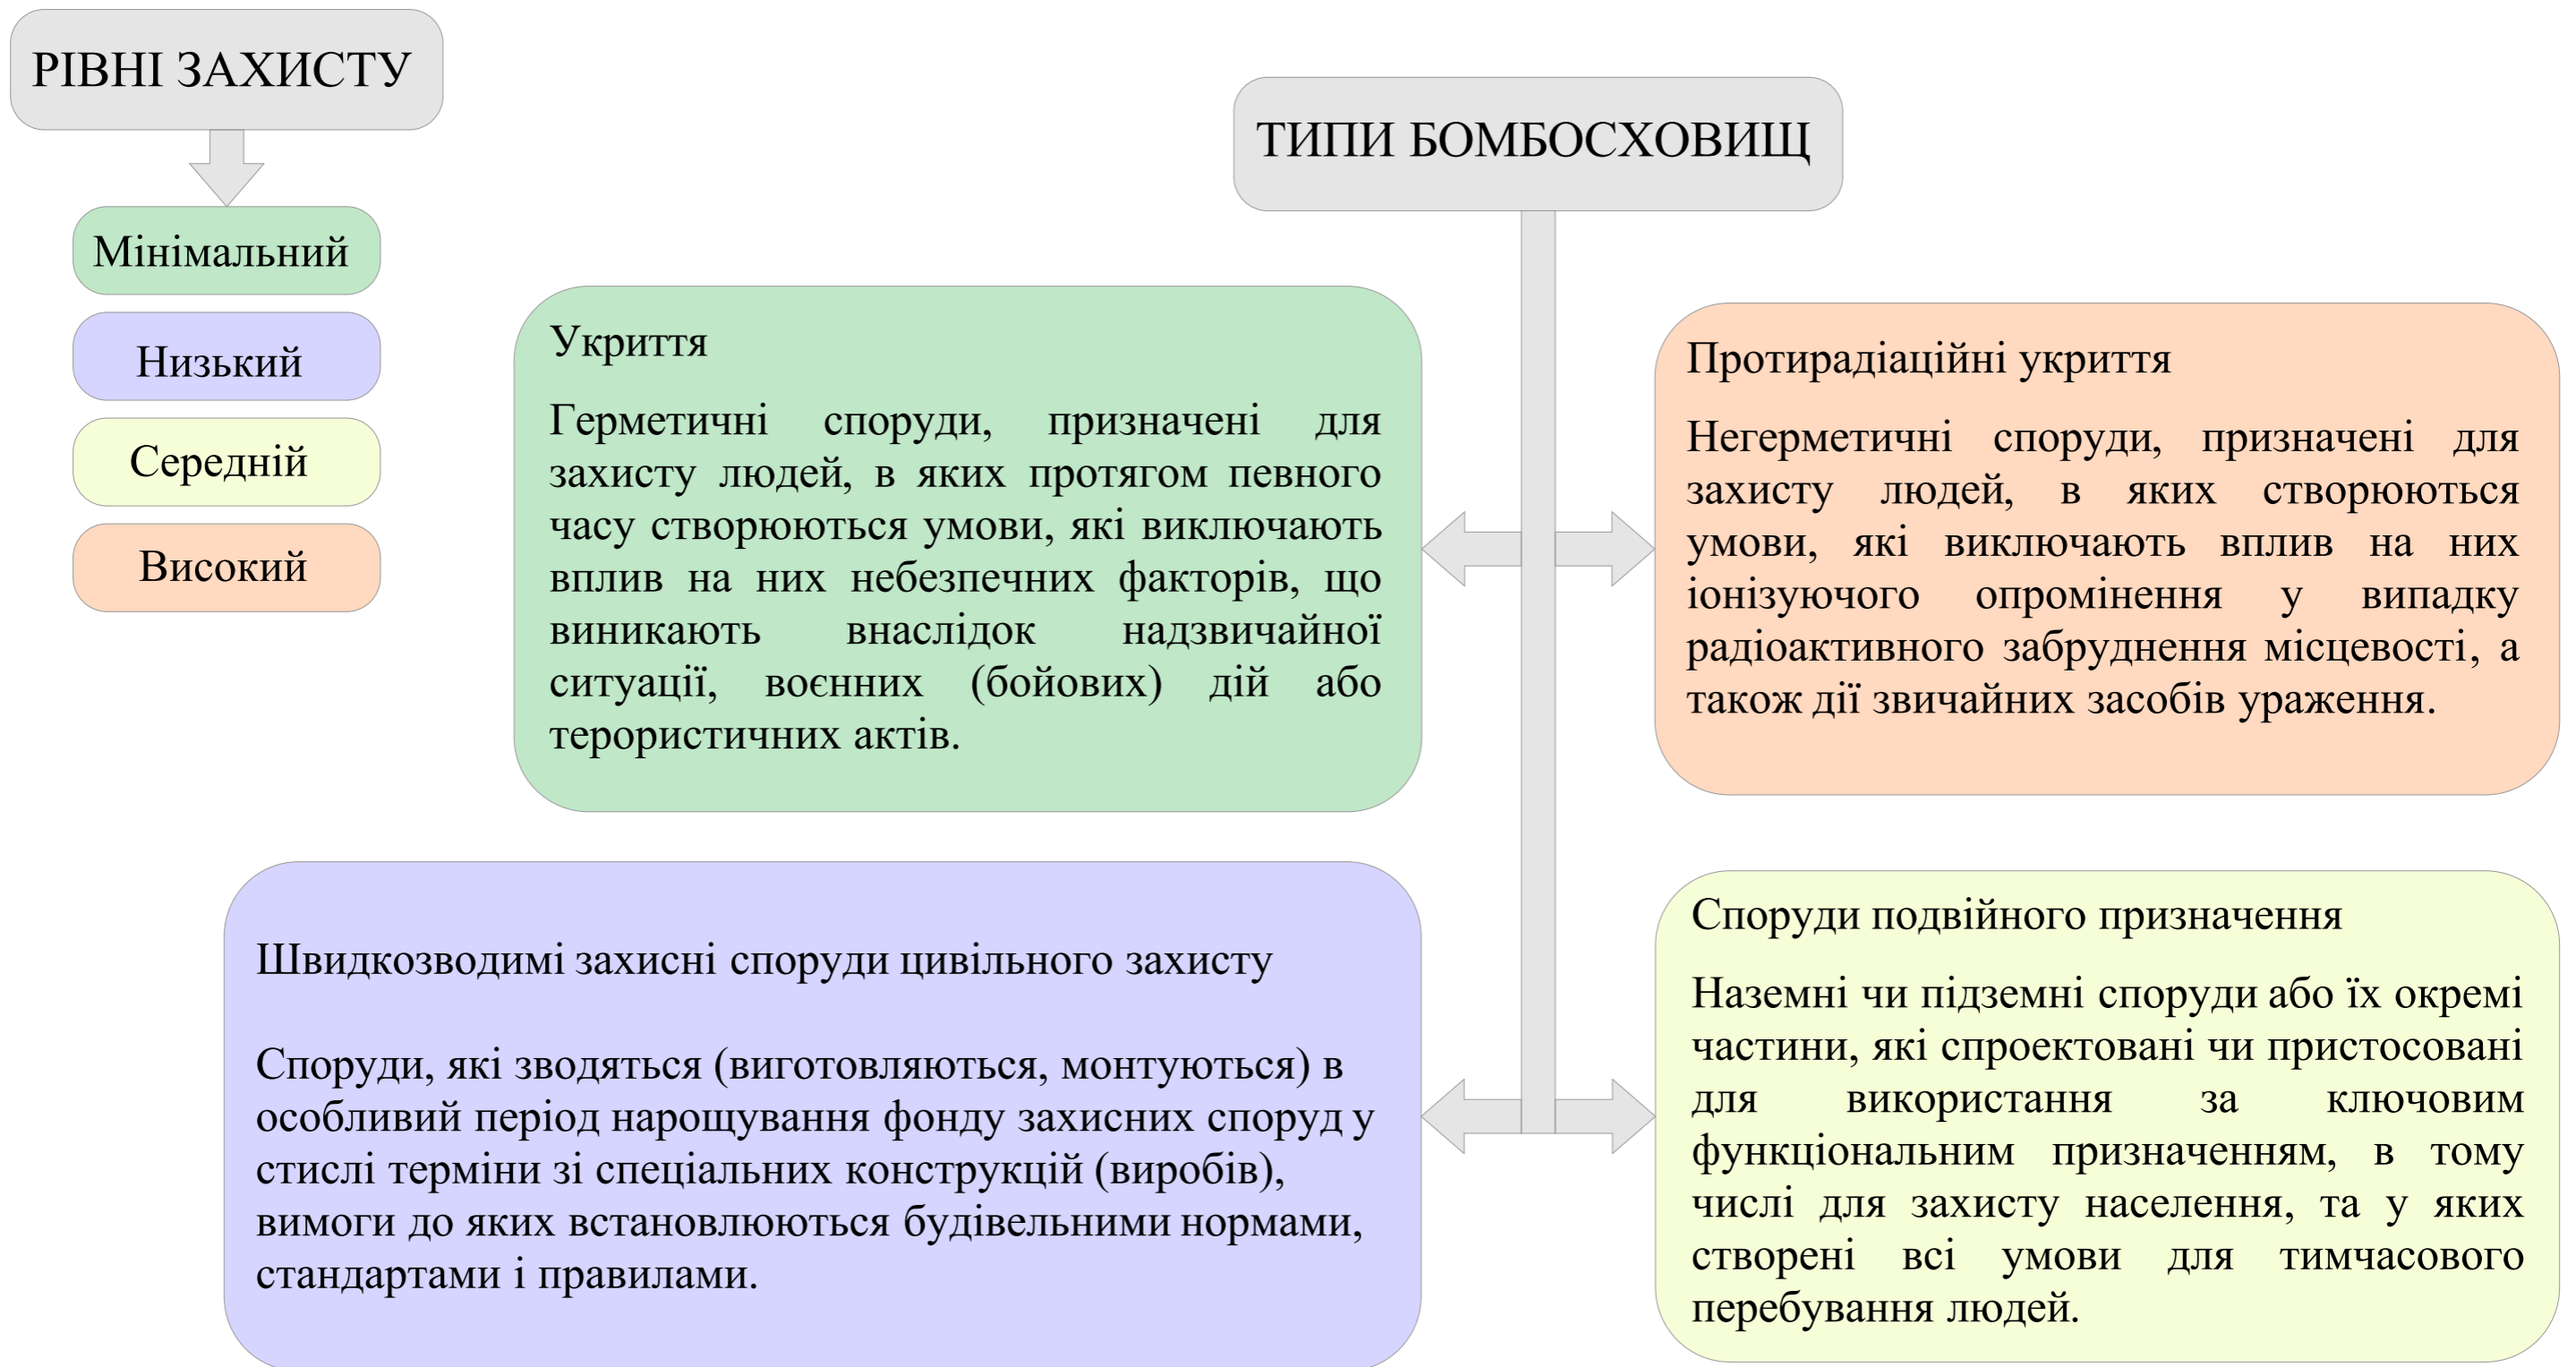 РІВНІ ЗАХИСТУ
Мінімальний
Низький
Середній
Високий
ТИПИ БОМБОСХОВИЩ
Укриття
Герметичні споруди, призначені для
захисту людей, в яких протягом певного
часу створюються умови, які виключають
вплив на них небезпечних факторів, що
виникають внаслідок надзвичайної
ситуації, воєнних (бойових) дій або
терористичних актів.
Протирадіаційні укриття
Негерметичні споруди, призначені для
захисту людей, в яких створюються
умови, які виключають вплив на них
іонізуючого опромінення у випадку
радіоактивного забруднення місцевості, а
також дії звичайних засобів ураження.
Швидкозводимі захисні споруди цивільного захисту
Споруди, які зводяться (виготовляються, монтуються) в
особливий період нарощування фонду захисних споруд у
стислі терміни зі спеціальних конструкцій (виробів),
вимоги до яких встановлюються будівельними нормами,
стандартами і правилами.
Споруди подвійного призначення
Наземні чи підземні споруди або їх окремі
частини, які спроектовані чи пристосовані
для використання за ключовим
функціональним призначенням, в тому
числі для захисту населення, та у яких
створені всі умови для тимчасового
перебування людей.